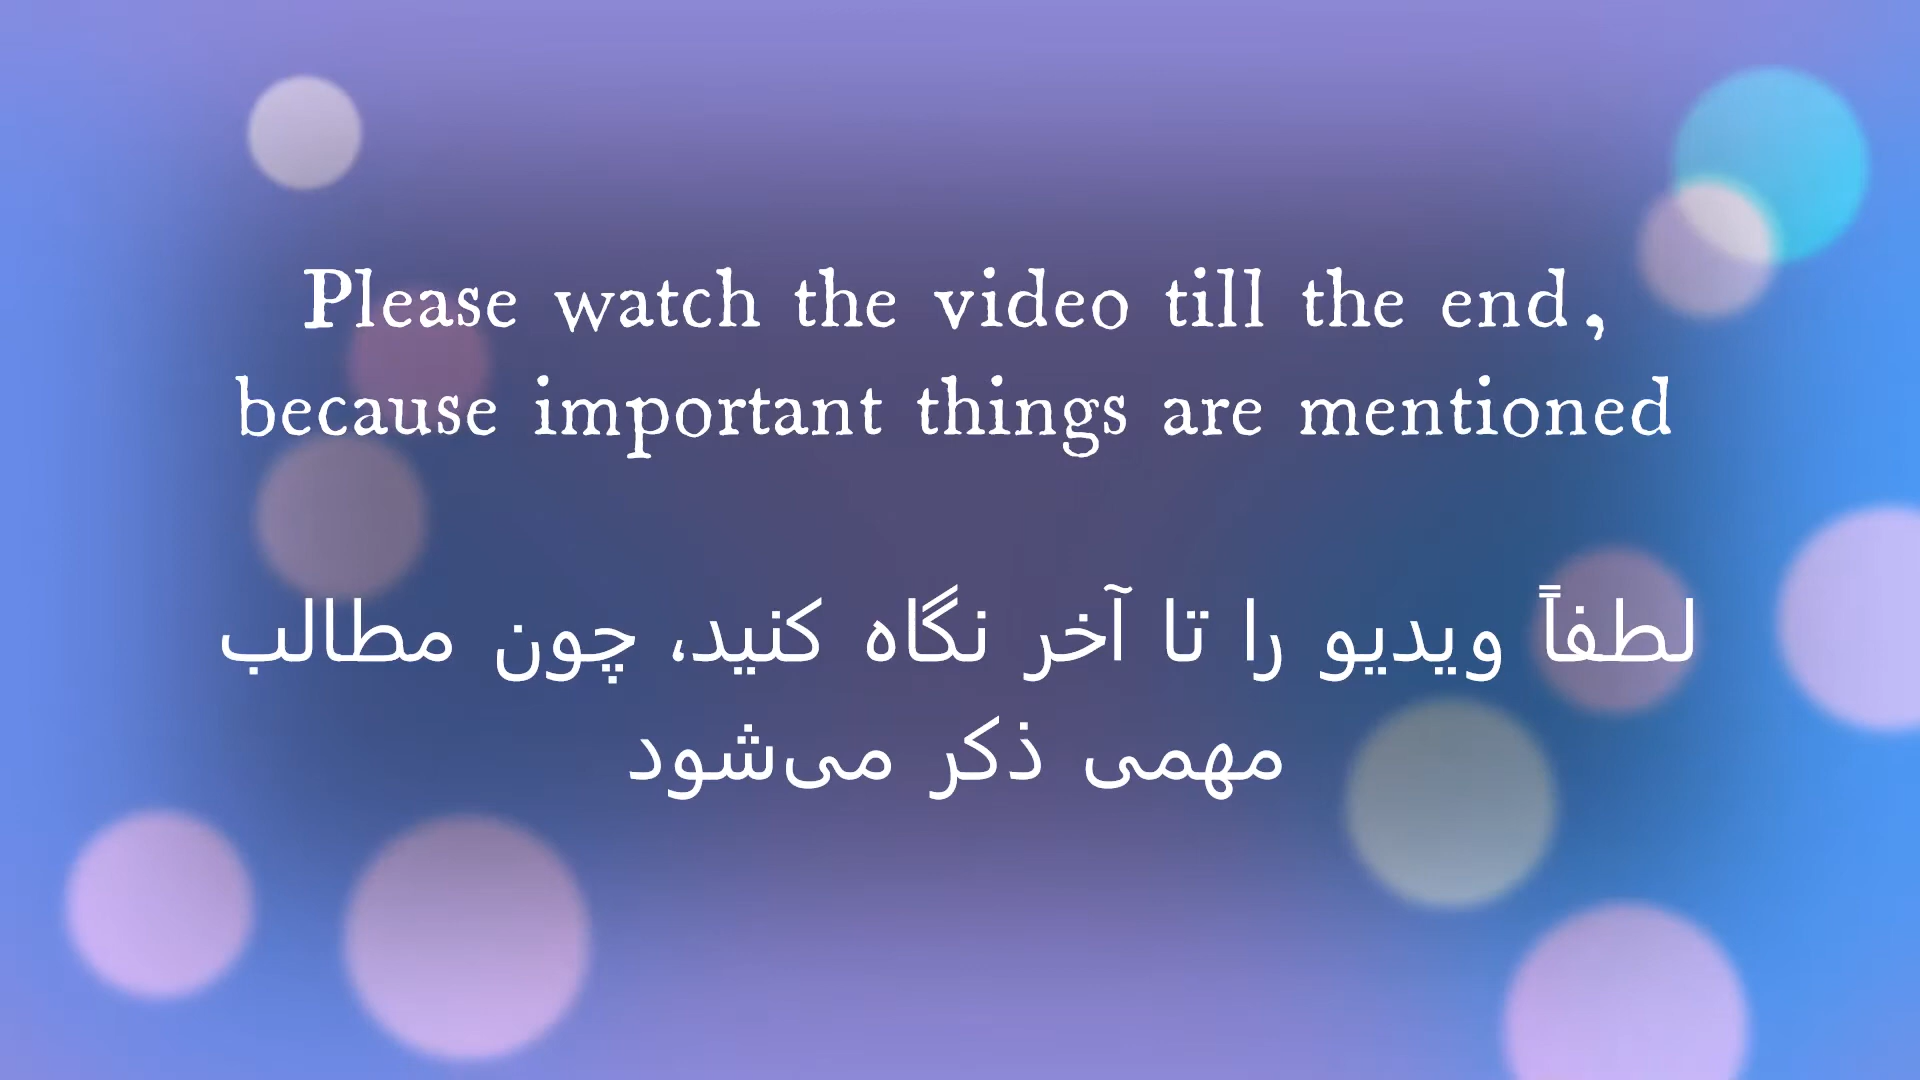 Please watch the video till the end,
because important things are mentioned
لطفاً ویدیو را تا آخر نگاه کنید، چون مطالب
مهمی ذکر می‌شود